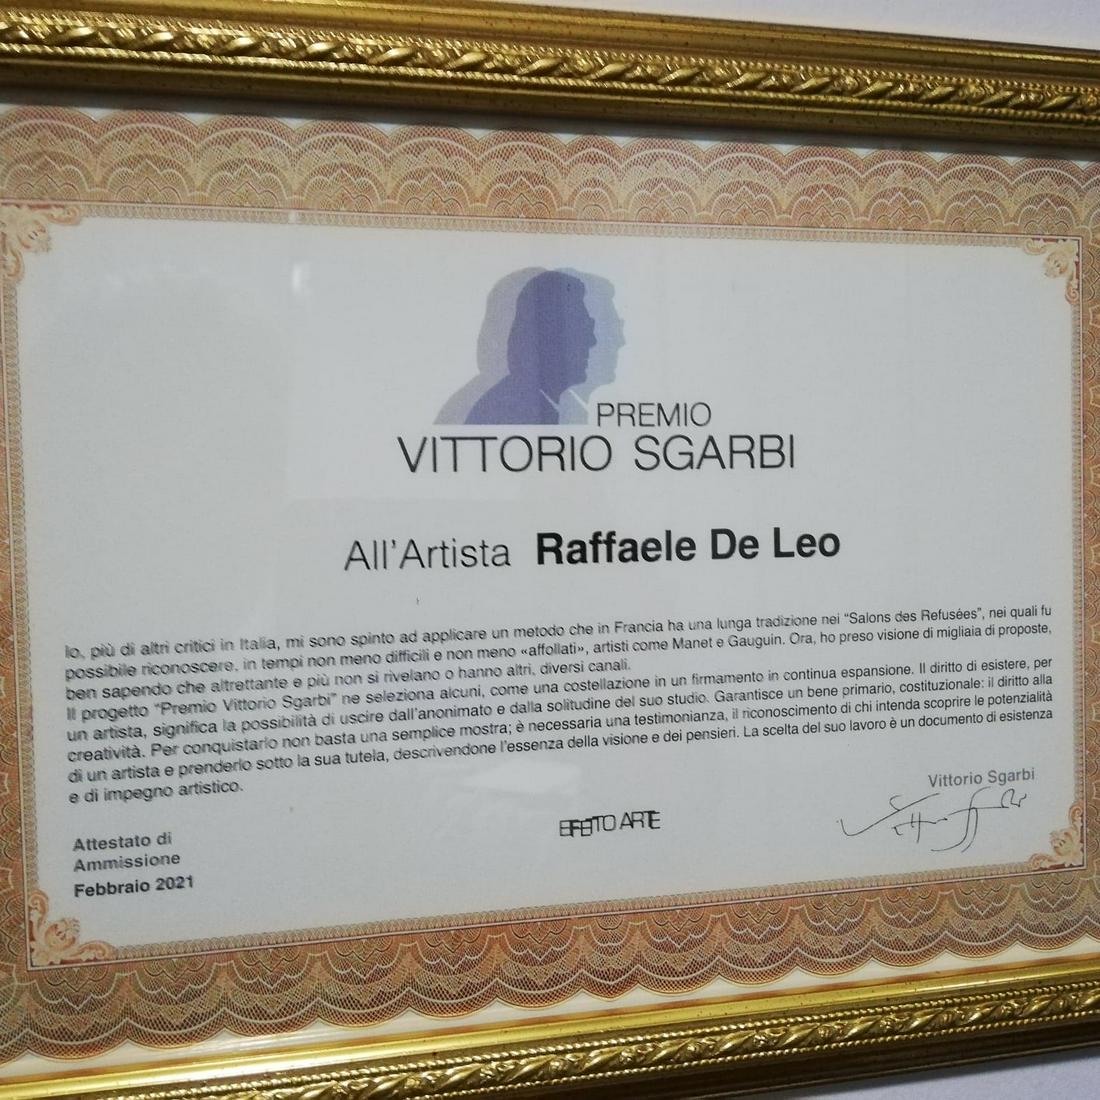 PREMIO
VITTORIO SGARBI
All'Artista Raffaele De Leo
Io, più di altri critici in Italia, mi sono spinto ad applicare un metodo che in Francia ha una lunga tradizione nei “Salons des Refusées”, nei quali fu
possibile riconoscere, in tempi non meno difficili e non meno «affollati», artisti come Manet e Gauguin. Ora, ho preso visione di migliaia di proposte,
ben sapendo che altrettante e più non si rivelano o hanno altri, diversi canali.
Il progetto “Premio Vittorio Sgarbi” ne seleziona alcuni, come una costellazione in un firmamento in continua espansione. Il diritto di esistere, per
un artista, significa la possibilità di uscire dall'anonimato e dalla solitudine del suo studio. Garantisce un bene primario, costituzionale: il diritto alla
creatività. Per conquistarlo non basta una semplice mostra; è necessaria una testimonianza, il riconoscimento di chi intenda scoprire le potenzialità
di un artista e prenderlo sotto la sua tutela, descrivendone l'essenza della visione e dei pensieri. La scelta del suo lavoro è un documento di esistenza
e di impegno artistico.
Vittorio Sgarbi
EFFETTO ARTE
Attestato di
Ammissione
Febbraio 2021